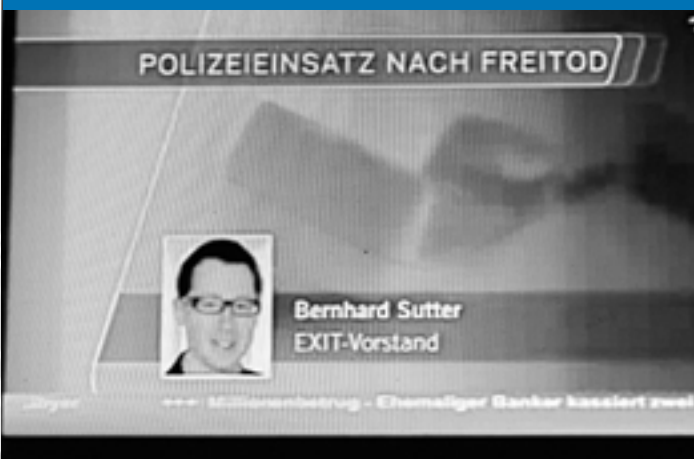 POLIZEIEINSATZ NACH FREITOD
Bernhard Sutter
EXIT-Vorstand
+++ Millionenbetrug - Ehemaliger Banker kassiert zwei